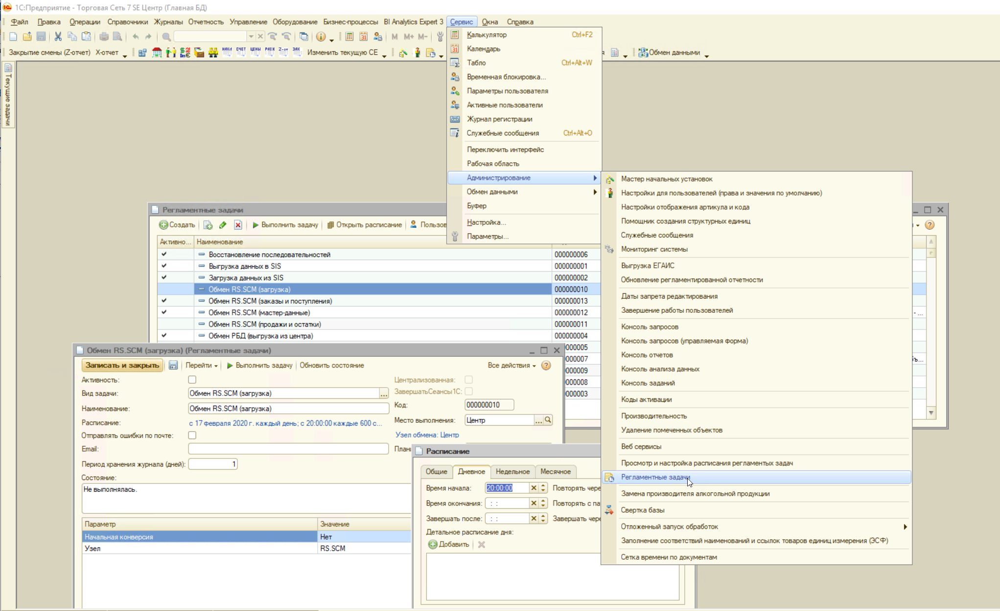 1С:Предприятие - Торговая Сеть 7 SE Центр (Главная БД)
Файл Правка Операции Справочники Журналы Отчетность Управление Оборудование Бизнес-процессы BI Analytics Expert 3 Сервис Окна Справка
M M+ M-
Закрытие смены (Z-отчет) X-отчет НАКЛ СЧЕТ ЦЕНЫ РАСХ Z-от ЗАК Изменить текущую СЕ Обмен данными
Текущие задачи
Калькулятор Ctrl+F2
Календарь
Табло Ctrl+Alt+W
Временная блокировка...
Параметры пользователя
Активные пользователи
Журнал регистрации
Служебные сообщения Ctrl+Alt+O
Переключить интерфейс
Рабочая область
Администрирование
Обмен данными
Буфер
Настройка...
Параметры...
Мастер начальных установок
Настройки для пользователей (права и значения по умолчанию)
Настройки отображения артикула и кода
Помощник создания структурных единиц
Служебные сообщения
Мониторинг системы
Выгрузка ЕГАИС
Обновление регламентированной отчетности
Даты запрета редактирования
Завершение работы пользователей
Консоль запросов
Консоль запросов (управляемая форма)
Консоль отчетов
Консоль анализа данных
Консоль заданий
Коды активации
Производительность
Удаление помеченных объектов
Веб сервисы
Просмотр и настройка расписания регламентых задач
Регламентные задачи
Замена производителя алкогольной продукции
Свертка базы
Отложенный запуск обработок
Заполнение соответствий наименований и ссылок товаров единиц измерения (ЭСФ)
Сетка времени по документам
Регламентные задачи
Создать Выполнить задачу Открыть расписание Пользов
Активно... Наименование
Восстановление последовательностей 000000006
Выгрузка данных в SIS 000000001
Загрузка данных из SIS 000000002
Обмен RS.SCM (загрузка) 000000010
Обмен RS.SCM (заказы и поступления) 000000013
Обмен RS.SCM (мастер-данные) 000000012
Обмен RS.SCM (продажи и остатки) 000000011
Обмен РБД (выгрузка из центра) 000000004
000005
000007
000009
000008
000003
Обмен RS.SCM (загрузка) (Регламентные задачи)
Записать и закрыть Перейти Выполнить задачу Обновить состояние Все действия
Активность: Централизованная:
Вид задачи: Обмен RS.SCM (загрузка) ... ЗавершатьСеансы1С:
Наименование: Обмен RS.SCM (загрузка) Код: 000000010
Расписание: с 17 февраля 2020 г. каждый день; с 20:00:00 каждые 600 с... Место выполнения: Центр ...
Отправлять ошибки по почте: Узел обмена: Центр
Email: План
Период хранения журнала (дней): 1
Состояние:
Не выполнялась.
Параметр Значение
Начальная конверсия Нет
Узел RS.SCM
Расписание
Общие Дневное Недельное Месячное
Время начала: 20:00:00 Повторять чере
Время окончания: : : Повторять с па
Завершать после: : : Завершать чере
Детальное расписание дня:
Добавить